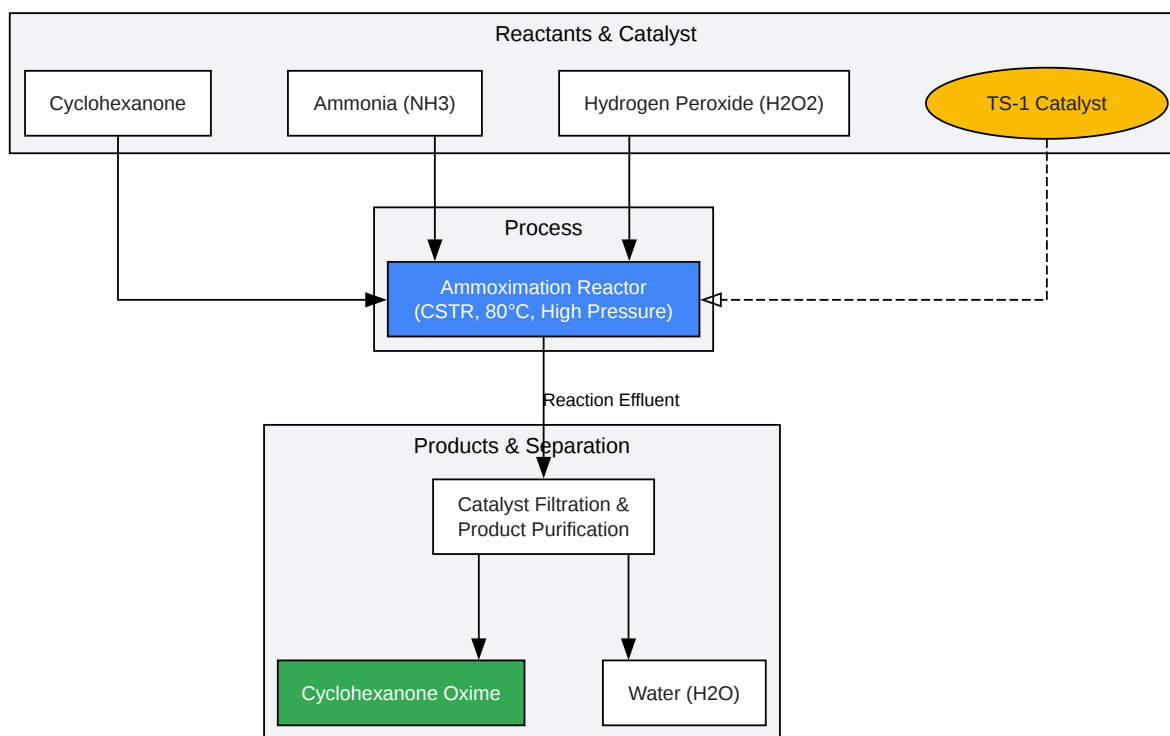 Reactants & Catalyst
Cyclohexanone
Ammonia (NH3)
Hydrogen Peroxide (H2O2)
TS-1 Catalyst
Process
Ammoximation Reactor
(CSTR, 80°C, High Pressure)
Reaction Effluent
Products & Separation
Catalyst Filtration &
Product Purification
Cyclohexanone Oxime
Water (H2O)